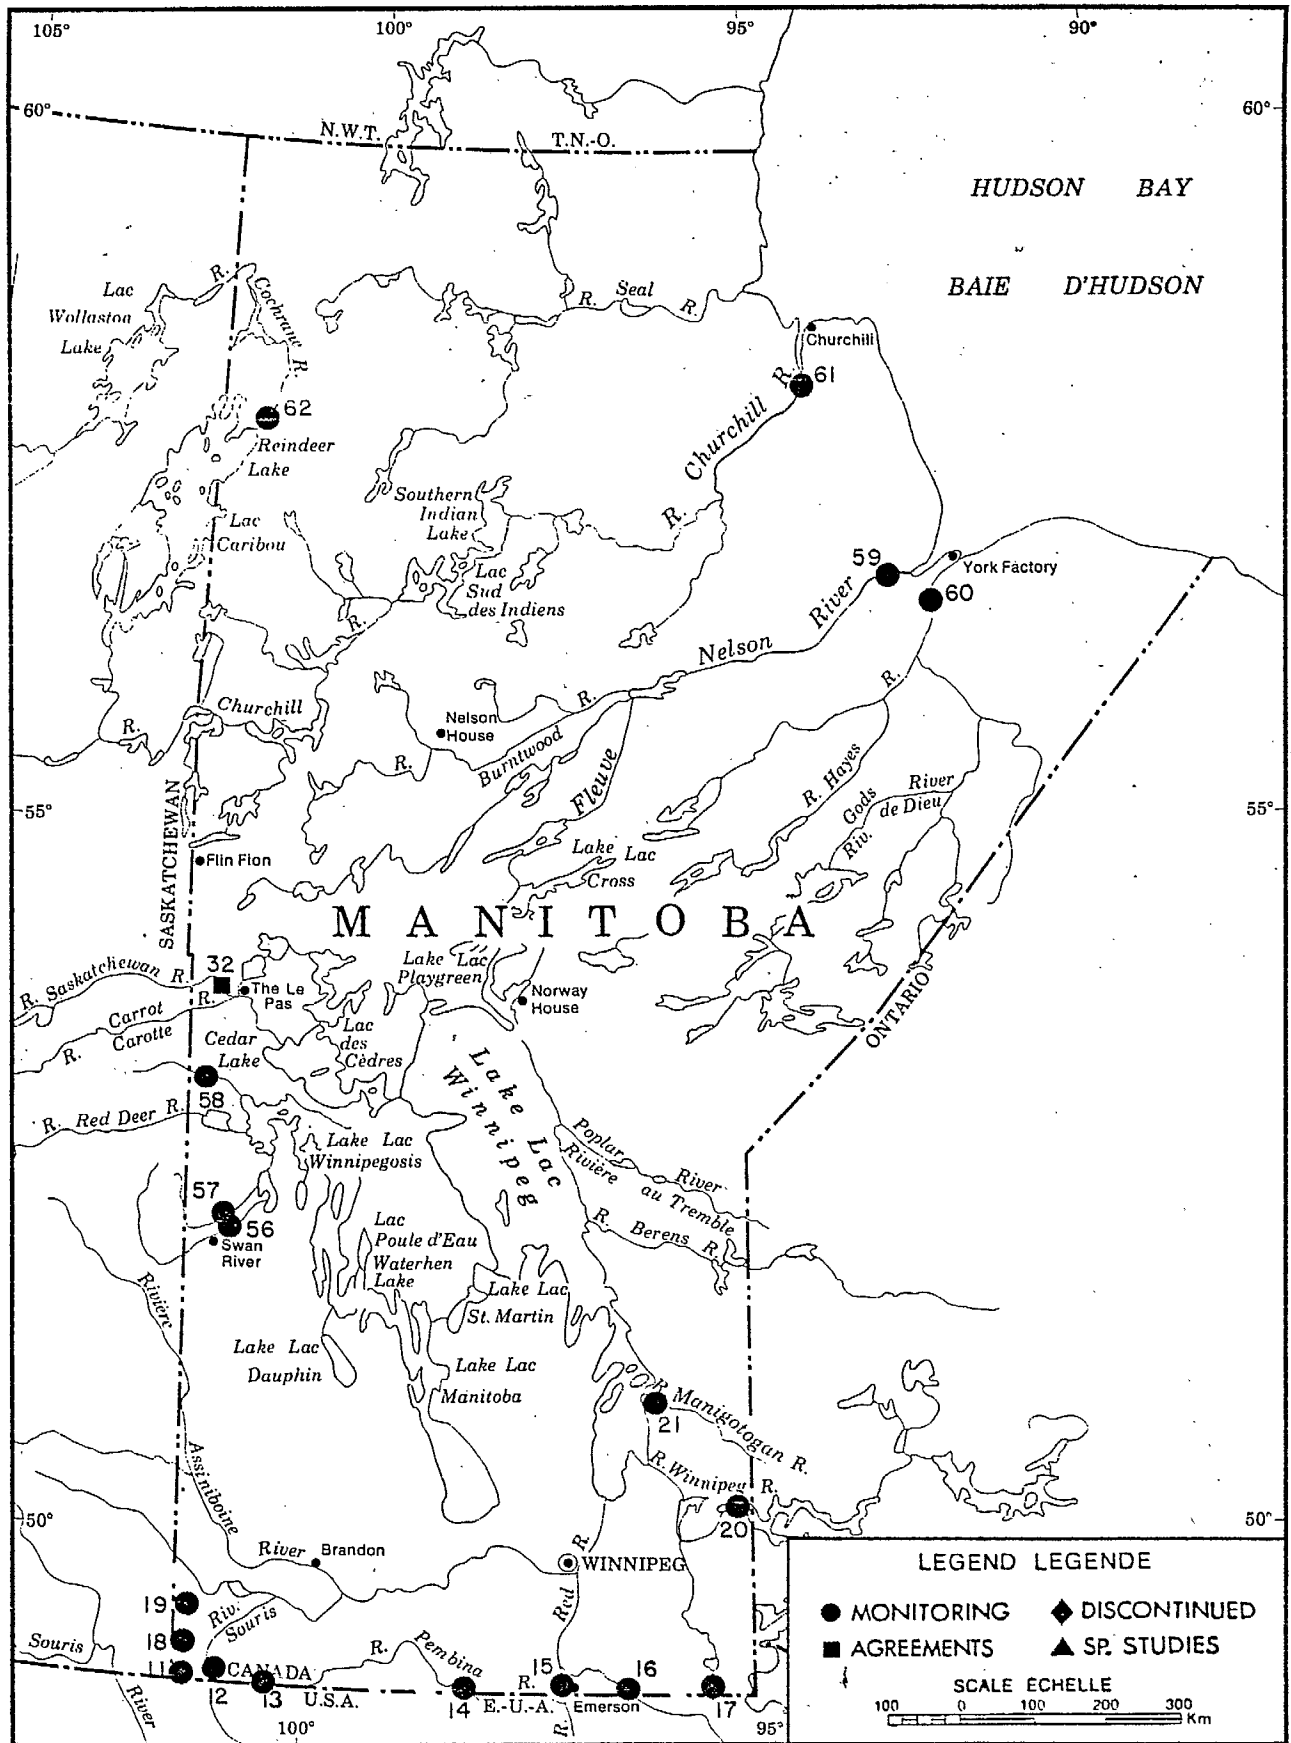 105°
100°
95°
90°
60°
60°
N.W.T.
T.N.-O.
HUDSON BAY
BAIE D'HUDSON
Lac
Wollaston
Lake
R.
Cochrane R.
R. Seal R.
Churchill
61
R.
Churchill
R.
62
Reindeer
Lake
Lac
Caribou
Southern
Indian
Lake
Lac
Sud
des Indiens
R.
59
York Factory
60
River
Nelson
R.
Churchill
R.
Nelson
House
R.
Burntwood
R.
Fleuve
R. Hayes
Gods River
Riv. de Dieu
55°
55°
SASKATCHEWAN
Flin Flon
Lake Lac
Cross
MANITOBA
R. Saskatchewan R.
32
The Le
Pas
R.
Carrot
R. Carotte
Lake Lac
Playgreen
Norway
House
ONTARIO
Cedar
Lake
Lac
des
Cèdres
58
R. Red Deer R.
Lake Lac
Winnipeg
Lake Lac
Winnipegosis
Poplar River
Rivière au Tremble
57
56
Swan
River
R. Berens R.
Lac
Poule d'Eau
Waterhen
Lake
Rivière
Lake Lac
St. Martin
Lake Lac
Dauphin
Lake Lac
Manitoba
R. Manigotogan R.
21
Assiniboine
R. Winnipeg R.
20
50°
50°
River
Brandon
R.
WINNIPEG
Red
19
Riv.
Souris
18
Souris
11
CANADA
12
13
U.S.A.
R. Pembina
R.
14
E.-U.-A.
15
Emerson
16
17
River
R.
100°
95°
LEGEND LEGENDE
MONITORING
DISCONTINUED
AGREEMENTS
SP. STUDIES
SCALE ECHELLE
100 0 100 200 300
Km